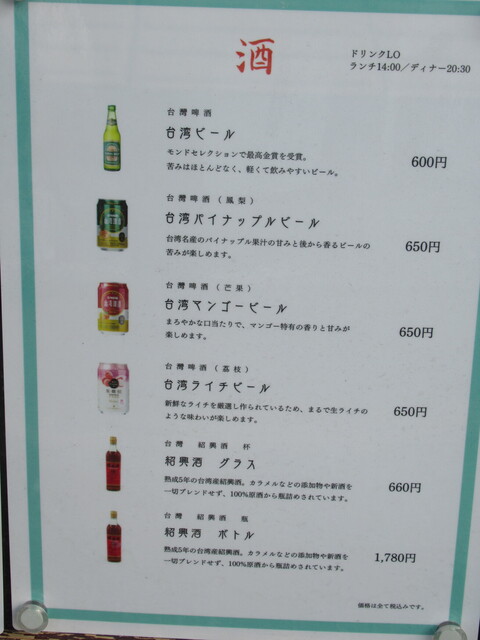 酒
ドリンクLO
ランチ14:00／ディナー20:30
台灣啤酒
台湾ビール
モンドセレクションで最高金賞を受賞。
苦みはほとんどなく、軽くて飲みやすいビール。
600円
台灣啤酒（鳳梨）
台湾パイナップルビール
台湾名産のパイナップル果汁の甘みと後から香るビールの
苦みが楽しめます。
650円
台灣啤酒（芒果）
台湾マンゴービール
まろやかな口当たりで、マンゴー特有の香りと甘みが
楽しめます。
650円
台灣啤酒（荔枝）
台湾ライチビール
新鮮なライチを厳選し作られているため、まるで生ライチの
ような味わいが楽しめます。
650円
台灣　紹興酒　杯
紹興酒　グラス
熟成5年の台湾産紹興酒。カラメルなどの添加物や新酒を
一切ブレンドせず、100%原酒から瓶詰めされています。
660円
台灣　紹興酒　瓶
紹興酒　ボトル
熟成5年の台湾産紹興酒。カラメルなどの添加物や新酒を
一切ブレンドせず、100%原酒から瓶詰めされています。
1,780円
価格は全て税込みです。